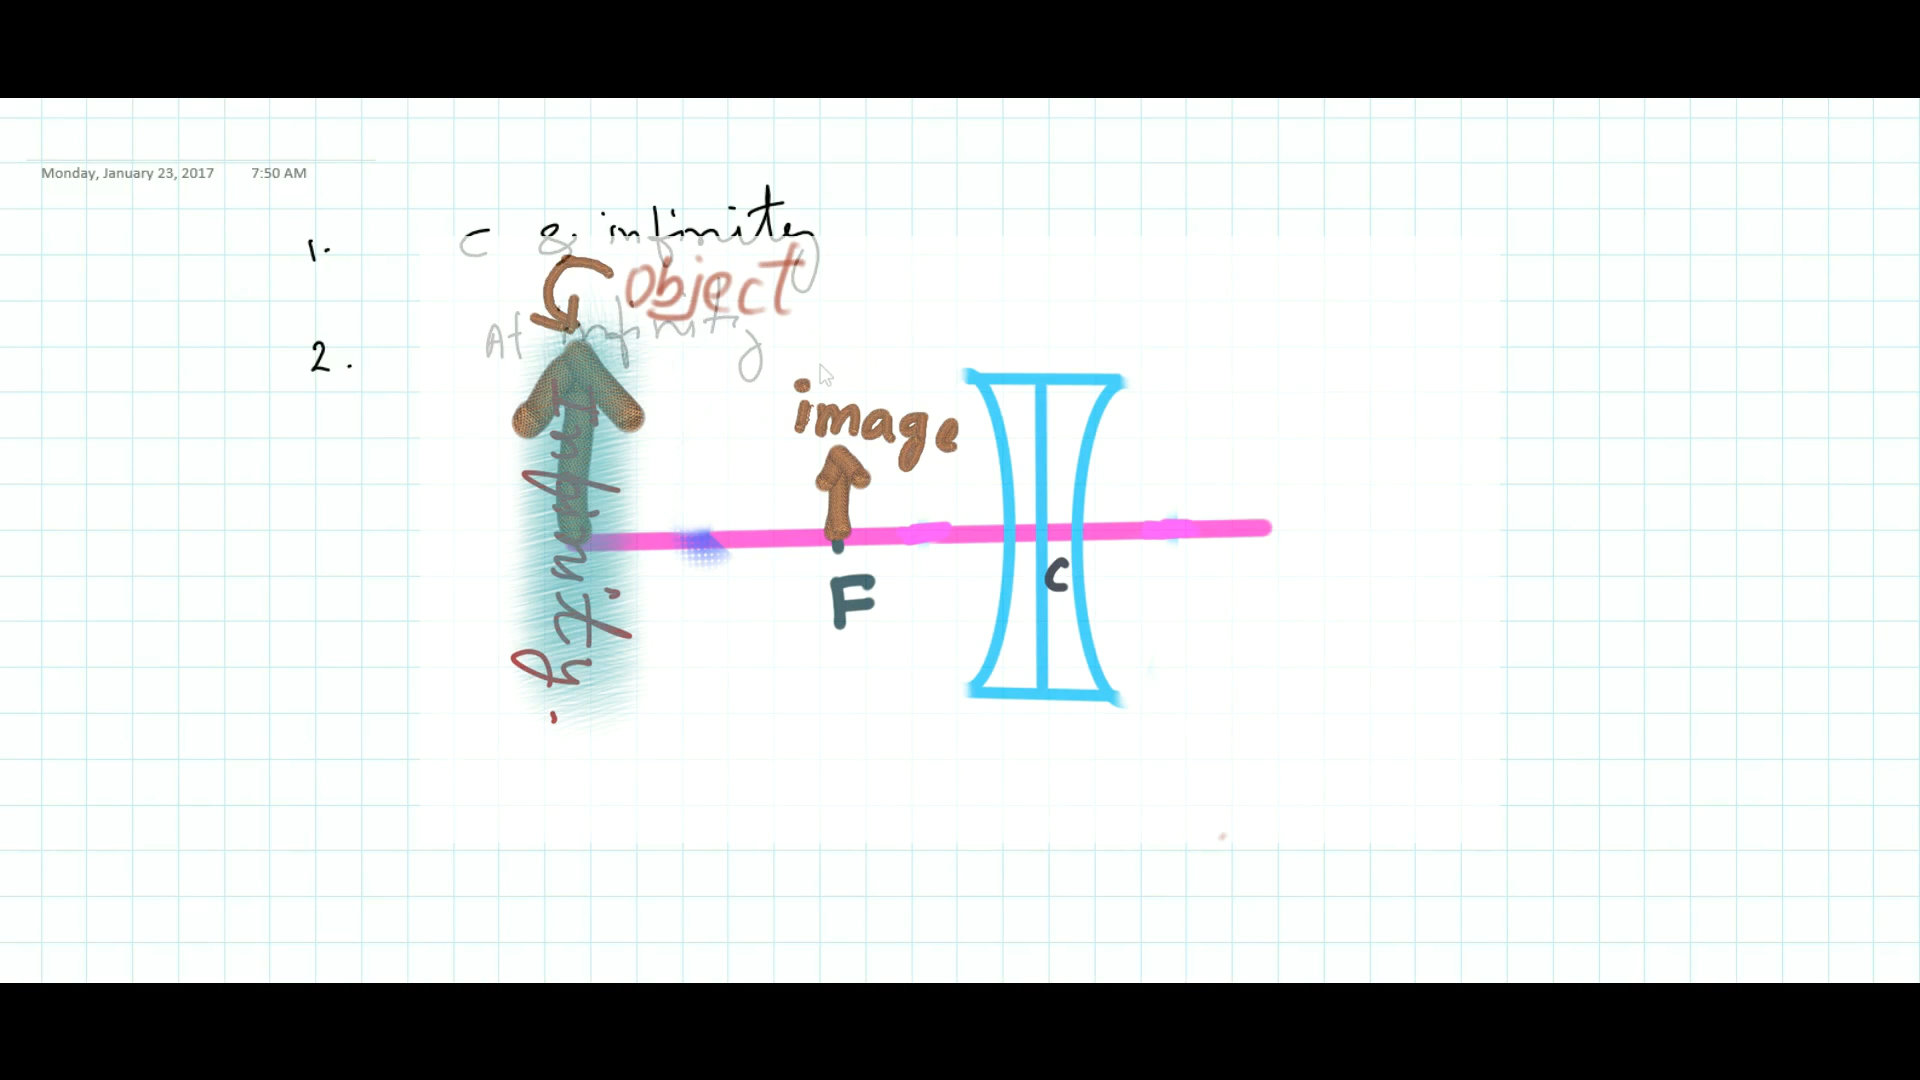 Monday, January 23, 2017 7:50 AM
1. C & infinity
object
2. At infinity
image
Infinity.
F
C